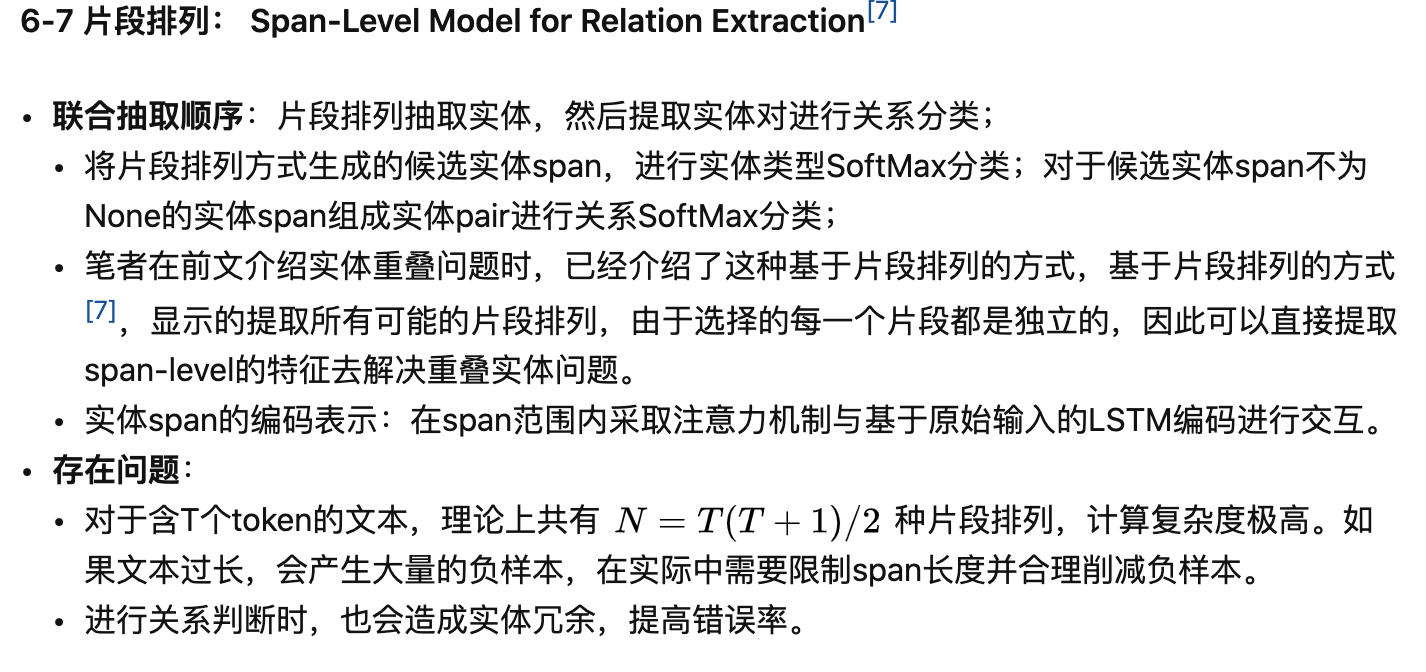 6-7 片段排列： Span-Level Model for Relation Extraction[7]
• 联合抽取顺序：片段排列抽取实体，然后提取实体对进行关系分类；
• 将片段排列方式生成的候选实体span，进行实体类型SoftMax分类；对于候选实体span不为
None的实体span组成实体pair进行关系SoftMax分类；
• 笔者在前文介绍实体重叠问题时，已经介绍了这种基于片段排列的方式，基于片段排列的方式
[7]，显示的提取所有可能的片段排列，由于选择的每一个片段都是独立的，因此可以直接提取
span-level的特征去解决重叠实体问题。
• 实体span的编码表示：在span范围内采取注意力机制与基于原始输入的LSTM编码进行交互。
• 存在问题：
• 对于含T个token的文本，理论上共有 N = T(T + 1)/2 种片段排列，计算复杂度极高。如
果文本过长，会产生大量的负样本，在实际中需要限制span长度并合理削减负样本。
• 进行关系判断时，也会造成实体冗余，提高错误率。